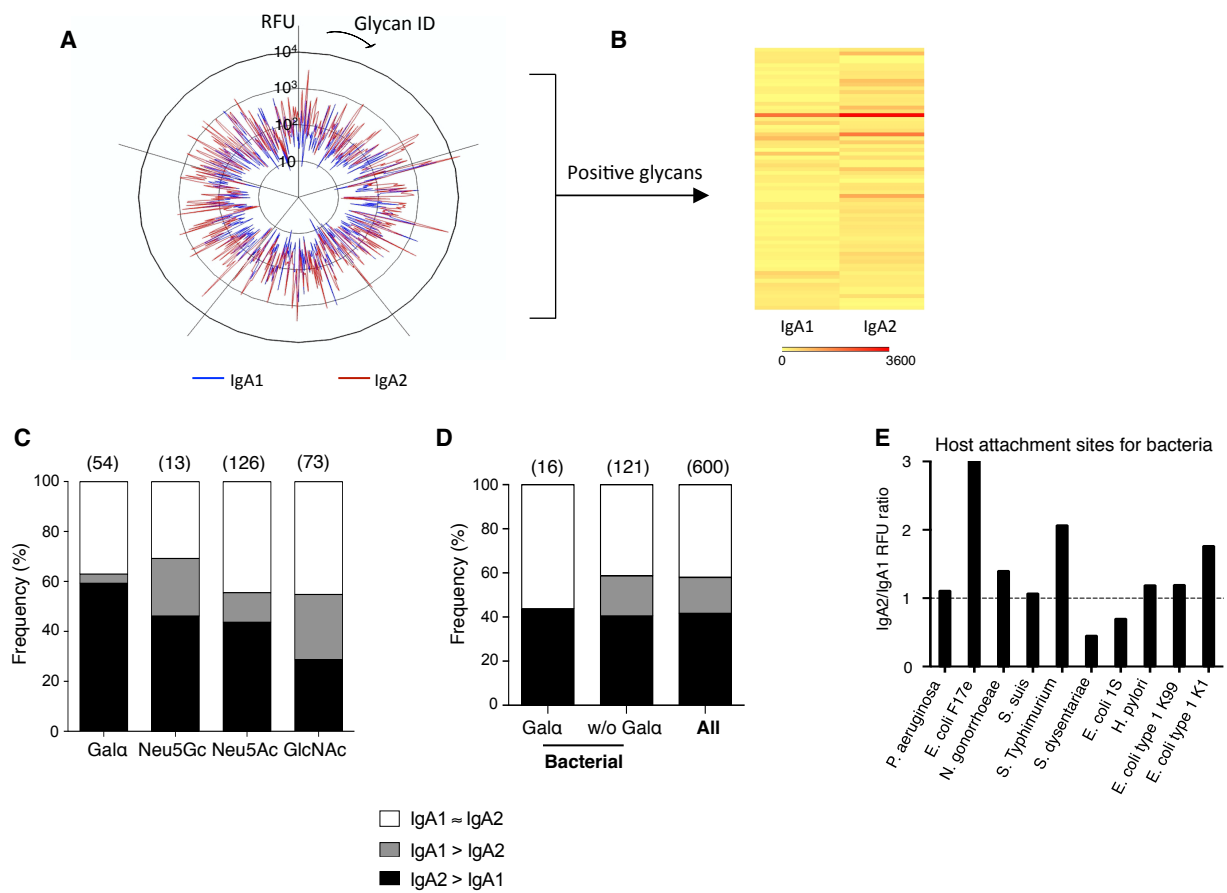 A
RFU
Glycan ID
10⁴
10³
10²
10
IgA1
IgA2
Positive glycans
B
IgA1 IgA2
0 3600
C
(54) (13) (126) (73)
Frequency (%)
100
80
60
40
20
0
Galα Neu5Gc Neu5Ac GlcNAc
D
(16) (121) (600)
Frequency (%)
100
80
60
40
20
0
Galα w/o Galα All
Bacterial
IgA1 ≈ IgA2
IgA1 > IgA2
IgA2 > IgA1
E
Host attachment sites for bacteria
IgA2/IgA1 RFU ratio
3
2
1
0
P. aeruginosa
E. coli F17e
N. gonorrhoeae
S. suis
S. Typhimurium
S. dysentariae
E. coli 1S
H. pylori
E. coli type 1 K99
E. coli type 1 K1